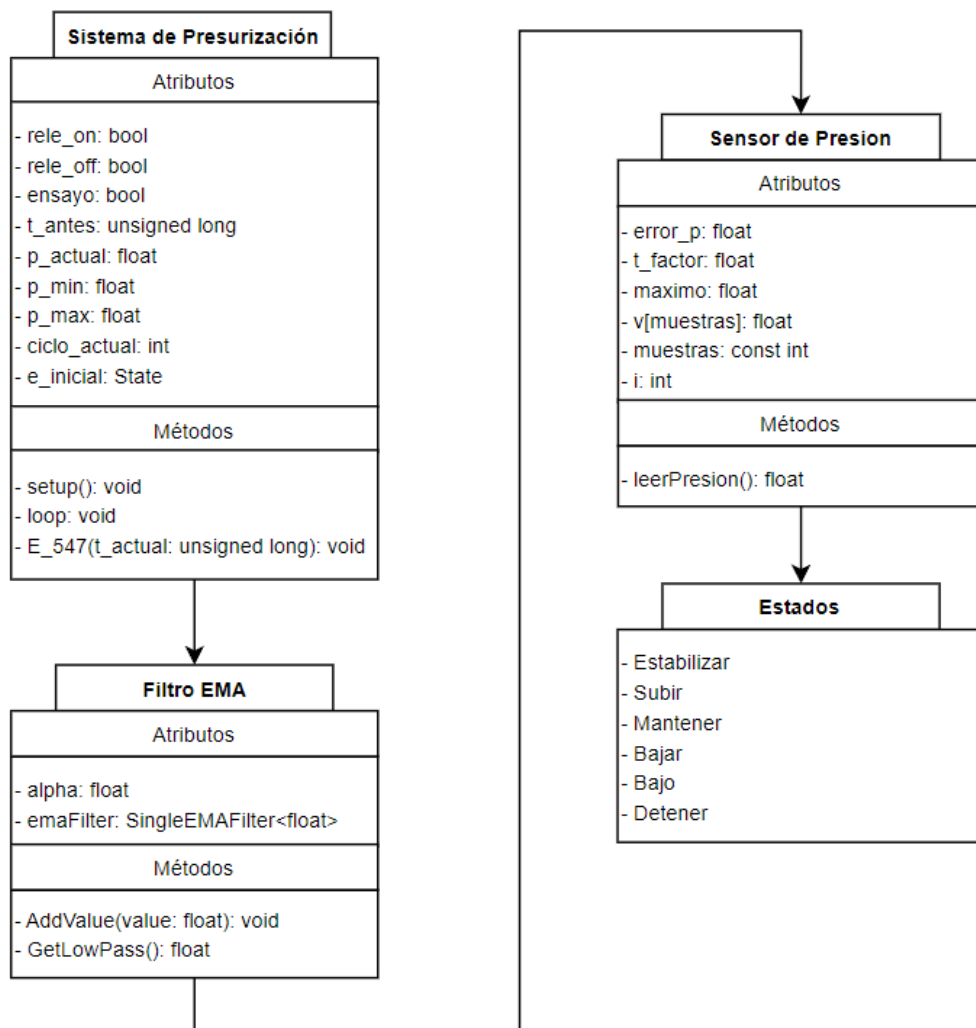 Sistema de Presurización
Atributos
- rele_on: bool
- rele_off: bool
- ensayo: bool
- t_antes: unsigned long
- p_actual: float
- p_min: float
- p_max: float
- ciclo_actual: int
- e_inicial: State
Métodos
- setup(): void
- loop: void
- E_547(t_actual: unsigned long): void
Filtro EMA
Atributos
- alpha: float
- emaFilter: SingleEMAFilter<float>
Métodos
- AddValue(value: float): void
- GetLowPass(): float
Sensor de Presion
Atributos
- error_p: float
- t_factor: float
- maximo: float
- v[muestras]: float
- muestras: const int
- i: int
Métodos
- leerPresion(): float
Estados
- Estabilizar
- Subir
- Mantener
- Bajar
- Bajo
- Detener